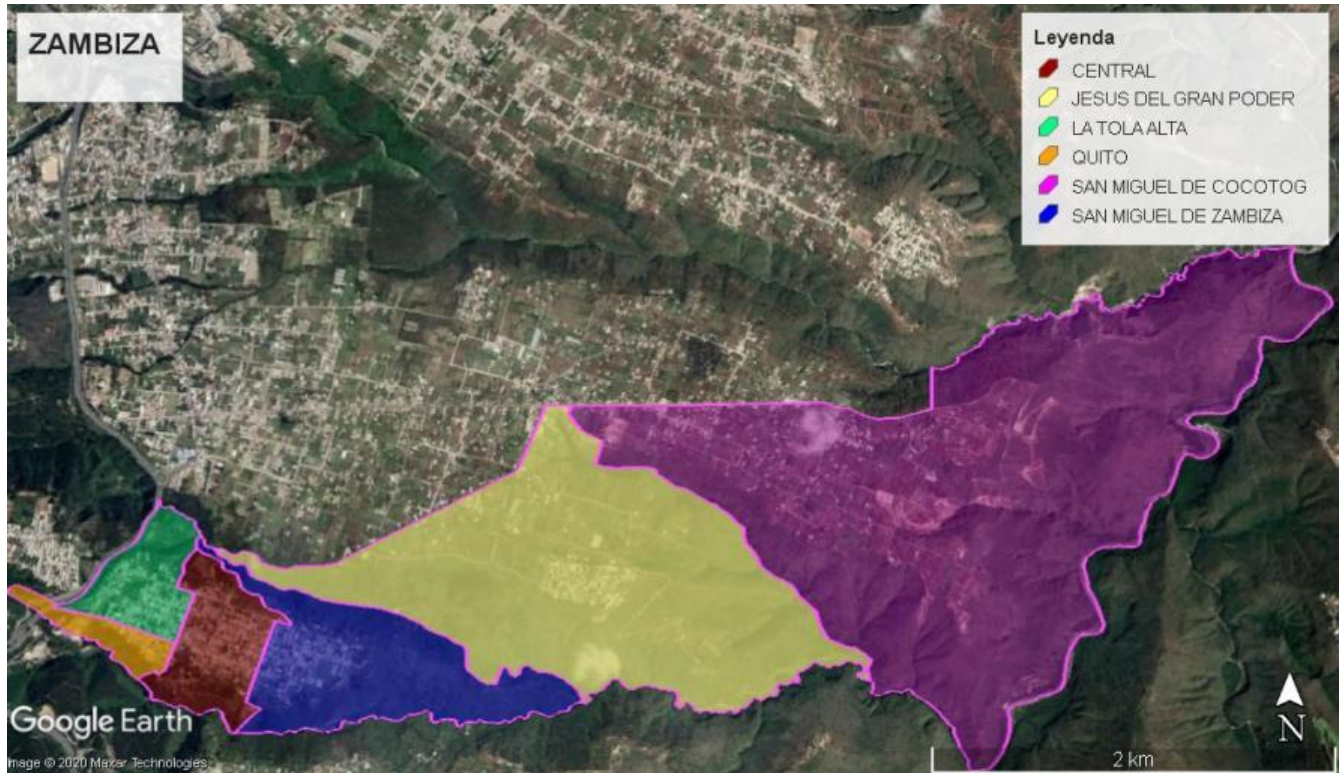 ZAMBIZA
Leyenda
CENTRAL
JESUS DEL GRAN PODER
LA TOLA ALTA
QUITO
SAN MIGUEL DE COCOTOG
SAN MIGUEL DE ZAMBIZA
Google Earth
N
Image © 2020 Maxar Technologies
2 km